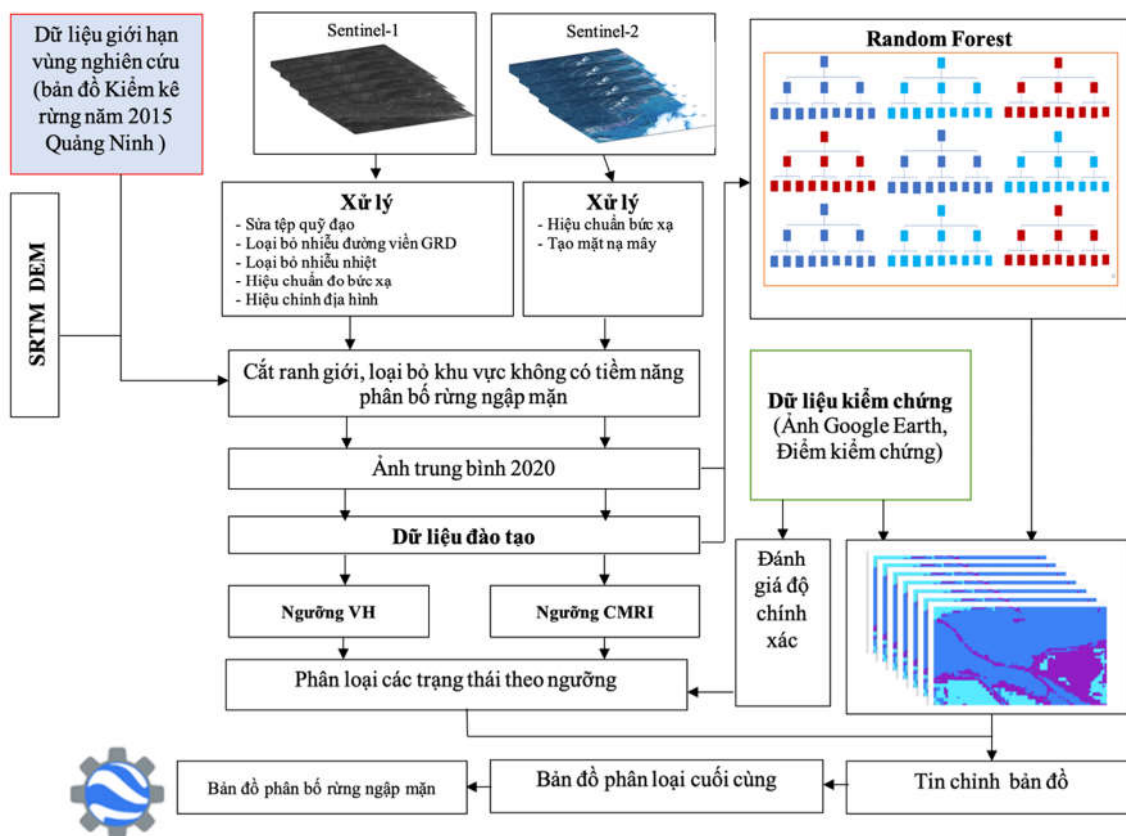 Dữ liệu giới hạn
vùng nghiên cứu
(bản đồ Kiểm kê
rừng năm 2015
Quảng Ninh )
Sentinel-1
Sentinel-2
Random Forest
SRTM DEM
Xử lý
- Sửa tệp quỹ đạo
- Loại bỏ nhiễu đường viền GRD
- Loại bỏ nhiễu nhiệt
- Hiệu chuẩn đo bức xạ
- Hiệu chỉnh địa hình
Xử lý
- Hiệu chuẩn bức xạ
- Tạo mặt nạ mây
Cắt ranh giới, loại bỏ khu vực không có tiềm năng
phân bố rừng ngập mặn
Dữ liệu kiểm chứng
(Ảnh Google Earth,
Điểm kiểm chứng)
Ảnh trung bình 2020
Dữ liệu đào tạo
Đánh
giá độ
chính
xác
Ngưỡng VH
Ngưỡng CMRI
Phân loại các trạng thái theo ngưỡng
Bản đồ phân bố rừng ngập mặn
Bản đồ phân loại cuối cùng
Tin chỉnh bản đồ